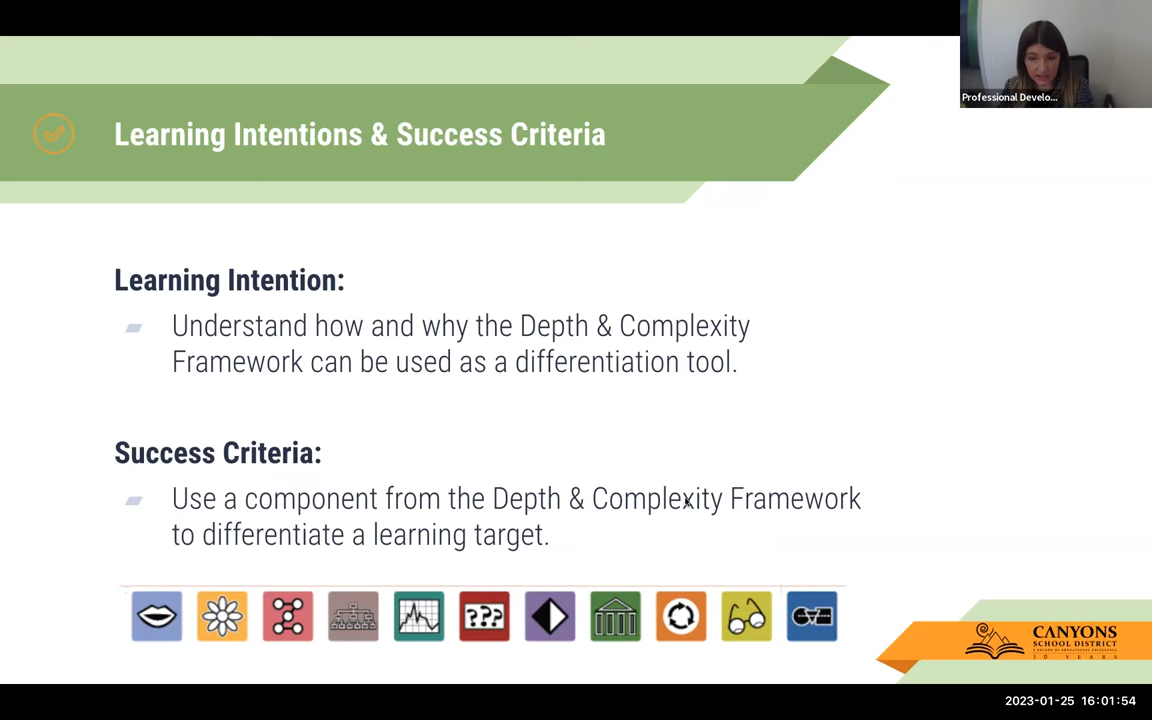 Professional Develo...
Learning Intentions & Success Criteria
Learning Intention:
Understand how and why the Depth & Complexity
Framework can be used as a differentiation tool.
Success Criteria:
Use a component from the Depth & Complexity Framework
to differentiate a learning target.
???
CANYONS
SCHOOL DISTRICT
10 YEARS
2023-01-25 16:01:54